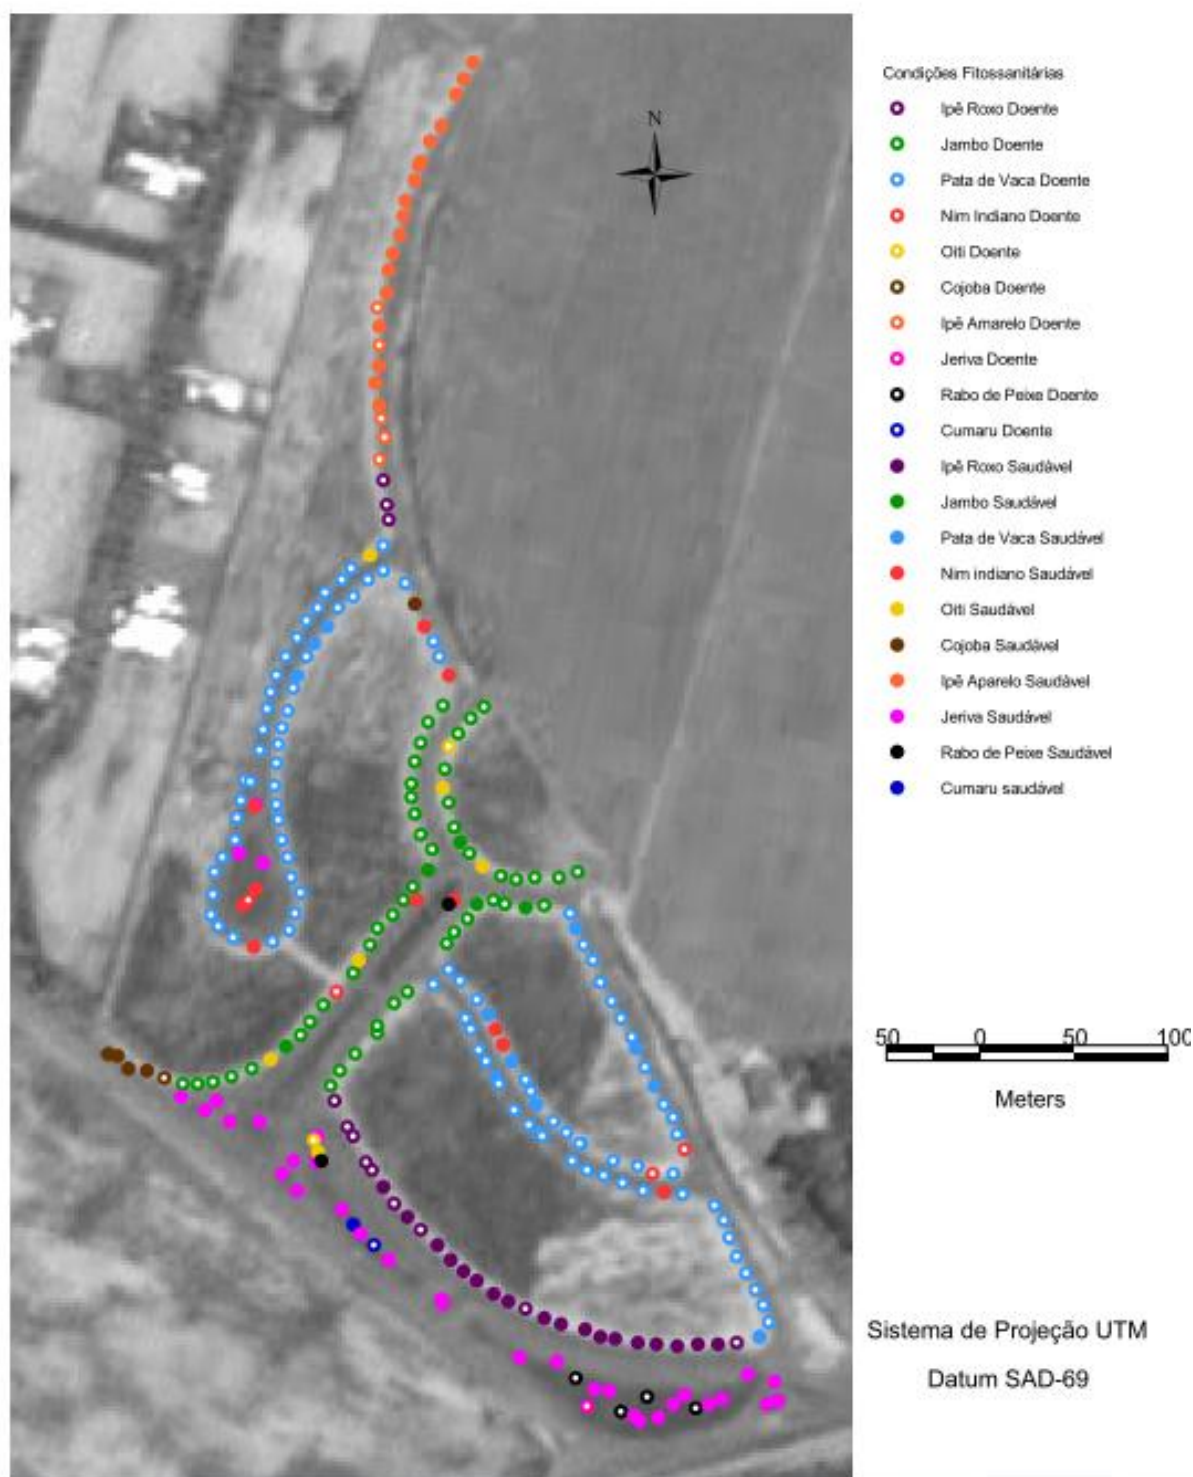 N
Condições Fitossanitárias
Ipê Roxo Doente
Jambo Doente
Pata de Vaca Doente
Nim Indiano Doente
Oiti Doente
Cojoba Doente
Ipê Amarelo Doente
Jeriva Doente
Rabo de Peixe Doente
Cumaru Doente
Ipê Roxo Saudàvel
Jambo Saudável
Pata de Vaca Saudável
Nim indiano Saudável
Oiti Saudável
Cojoba Saudável
Ipê Aparelo Saudável
Jeriva Saudável
Rabo de Peixe Saudável
Cumaru saudável
50 0 50 100
Meters
Sistema de Projeção UTM
Datum SAD-69